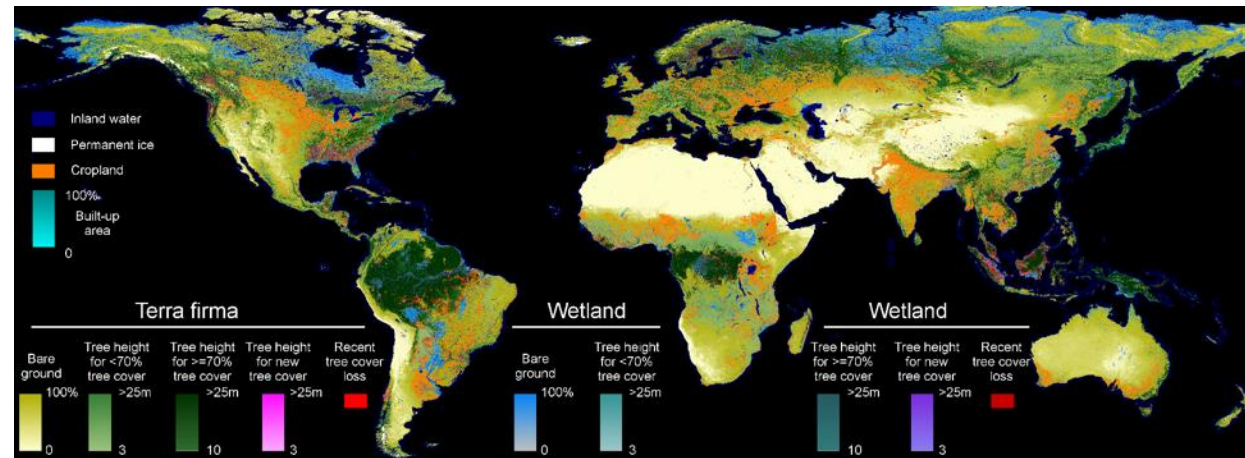 Inland water
Permanent ice
Cropland
100%
Built-up
area
0
Terra firma
Bare
ground
100%
0
Tree height
for <70%
tree cover
>25m
3
Tree height
for >=70%
tree cover
>25m
10
Tree height
for new
tree cover
>25m
3
Recent
tree cover
loss
Wetland
Bare
ground
100%
0
Tree height
for <70%
tree cover
>25m
3
Wetland
Tree height
for >=70%
tree cover
>25m
10
Tree height
for new
tree cover
>25m
3
Recent
tree cover
loss